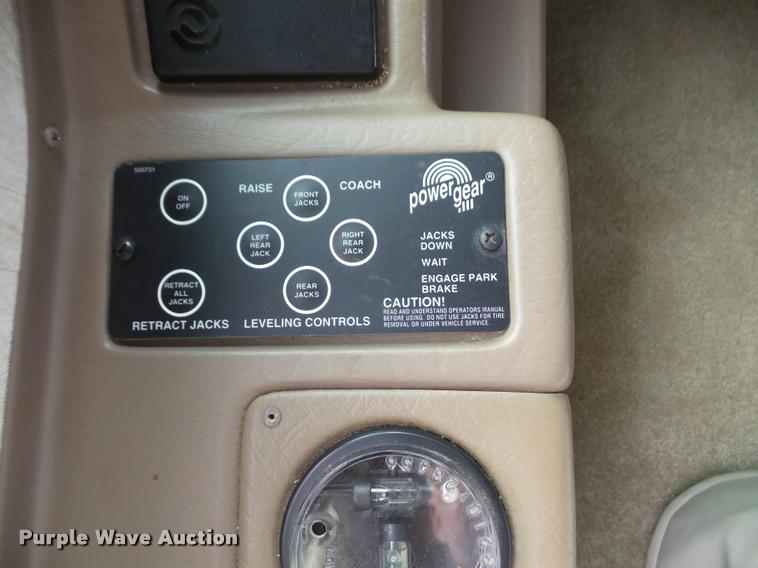 500731
ON
OFF
RAISE
FRONT
JACKS
COACH
powergear®
LEFT
REAR
JACK
RIGHT
REAR
JACK
JACKS
DOWN
WAIT
ENGAGE PARK
BRAKE
RETRACT
ALL
JACKS
REAR
JACKS
CAUTION!
READ AND UNDERSTAND OPERATORS MANUAL
BEFORE USING. DO NOT USE JACKS FOR TIRE
REMOVAL OR UNDER VEHICLE SERVICE.
RETRACT JACKS
LEVELING CONTROLS
Purple Wave Auction